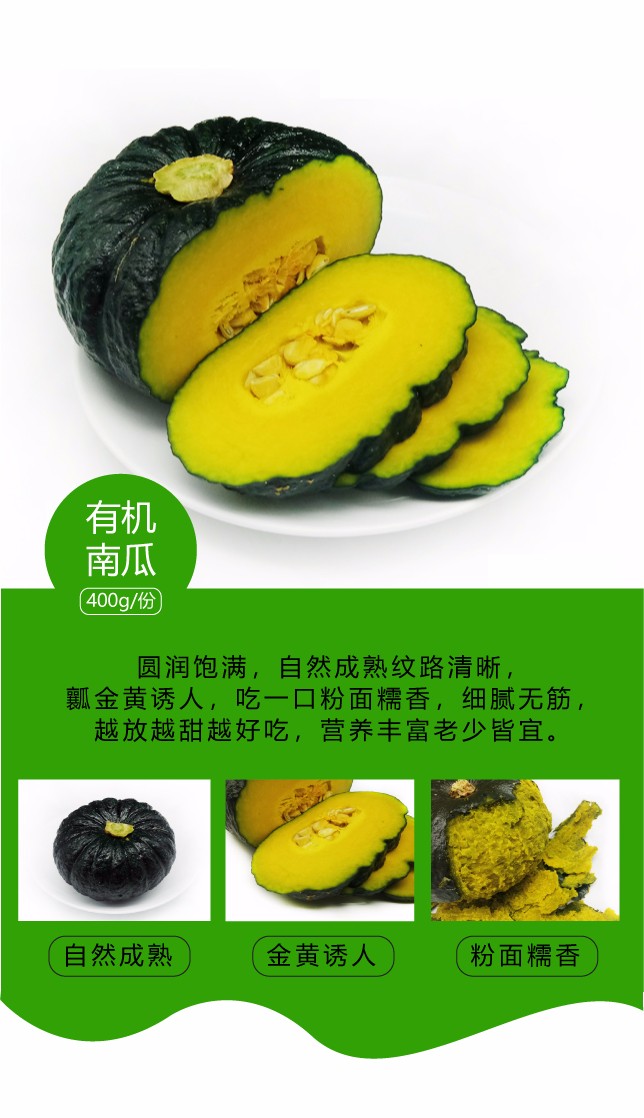 有机
南瓜
400g/份
圆润饱满，自然成熟纹路清晰，
瓤金黄诱人，吃一口粉面糯香，细腻无筋，
越放越甜越好吃，营养丰富老少皆宜。
自然成熟
金黄诱人
粉面糯香